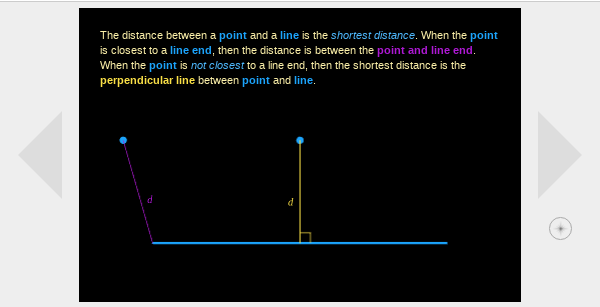 The distance between a point and a line is the shortest distance. When the point
is closest to a line end, then the distance is between the point and line end.
When the point is not closest to a line end, then the shortest distance is the
perpendicular line between point and line.
d
d